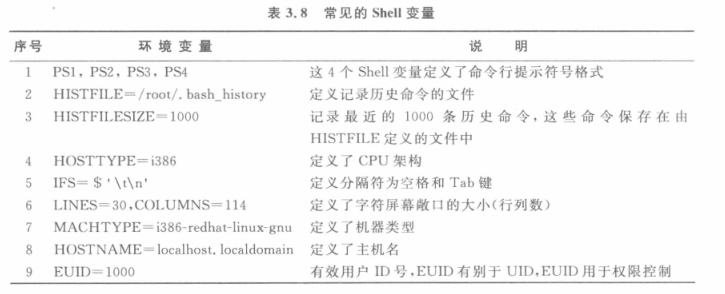 表 3.8 常见的 Shell 变量
序号 环境变量 说 明
1 PS1, PS2, PS3, PS4 这 4 个 Shell 变量定义了命令行提示符号格式
2 HISTFILE=/root/.bash_history 定义记录历史命令的文件
3 HISTFILESIZE=1000 记录最近的 1000 条历史命令,这些命令保存在由
HISTFILE 定义的文件中
4 HOSTTYPE=i386 定义了 CPU 架构
5 IFS=$'\t\n' 定义分隔符为空格和 Tab 键
6 LINES=30,COLUMNS=114 定义了字符屏幕敞口的大小(行列数)
7 MACHTYPE=i386-redhat-linux-gnu 定义了机器类型
8 HOSTNAME=localhost.localdomain 定义了主机名
9 EUID=1000 有效用户 ID 号,EUID 有别于 UID,EUID 用于权限控制